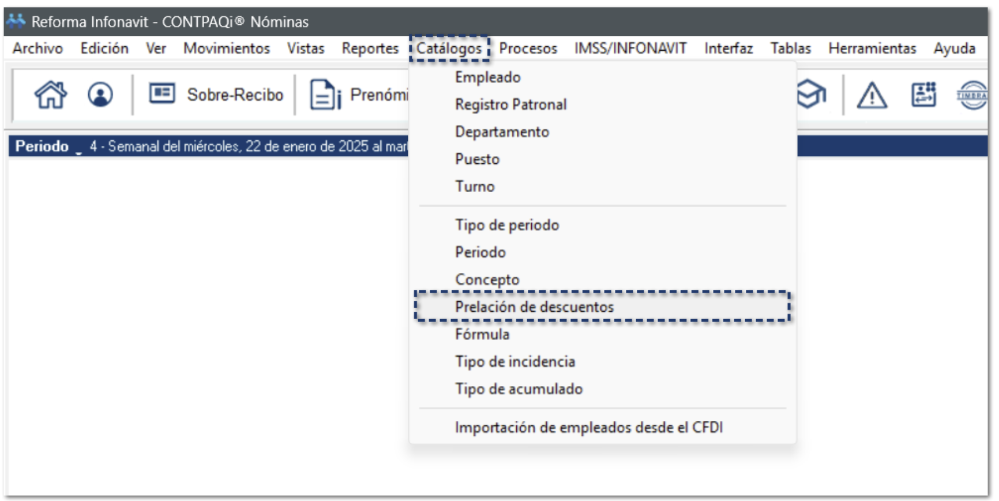 Reforma Infonavit - CONTPAQi® Nóminas
Archivo Edición Ver Movimientos Vistas Reportes Catálogos Procesos IMSS/INFONAVIT Interfaz Tablas Herramientas Ayuda
Sobre-Recibo Prenómi TIMBRA
Periodo 4 - Semanal del miércoles, 22 de enero de 2025 al mar
Empleado
Registro Patronal
Departamento
Puesto
Turno
Tipo de periodo
Periodo
Concepto
Prelación de descuentos
Fórmula
Tipo de incidencia
Tipo de acumulado
Importación de empleados desde el CFDI